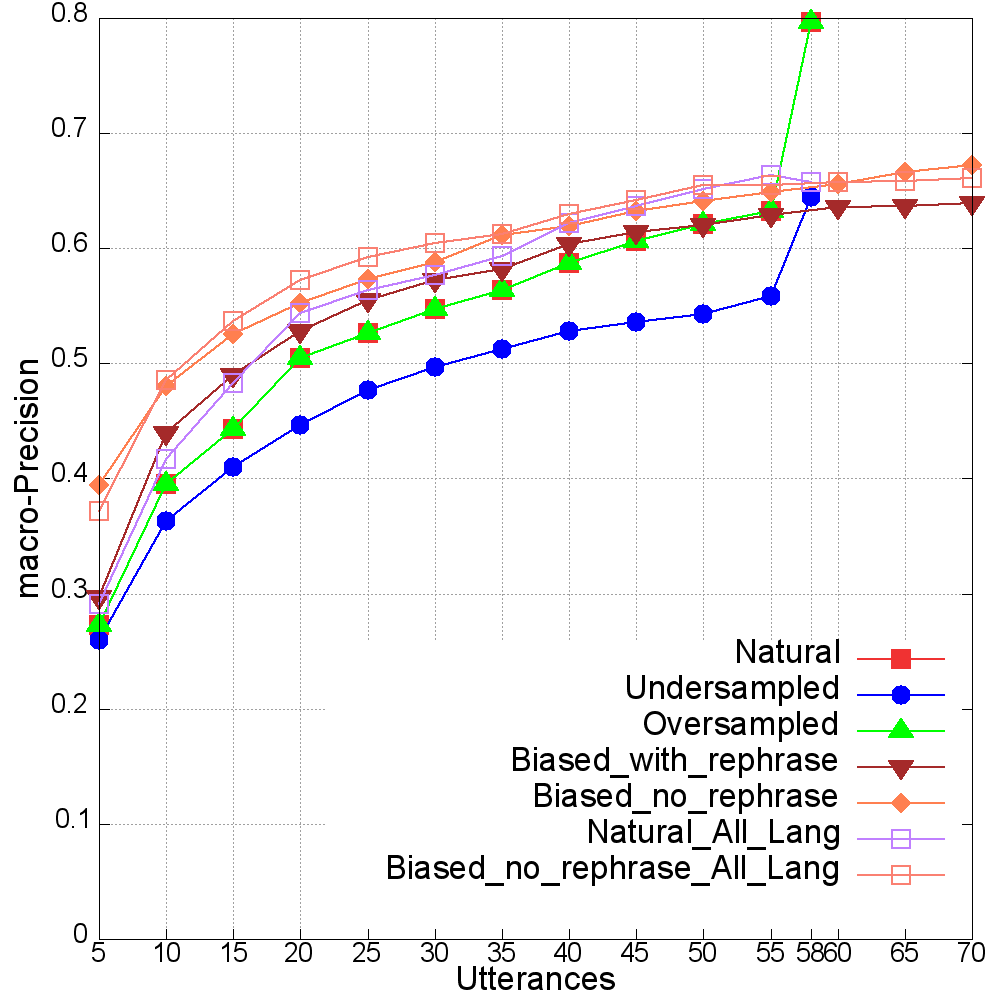 0.8
0.7
0.6
0.5
0.4
0.3
0.2
0.1
0
macro-Precision
Natural
Undersampled
Oversampled
Biased_with_rephrase
Biased_no_rephrase
Natural_All_Lang
Biased_no_rephrase_All_Lang
5 10 15 20 25 30 35 40 45 50 55 58 60 65 70
Utterances